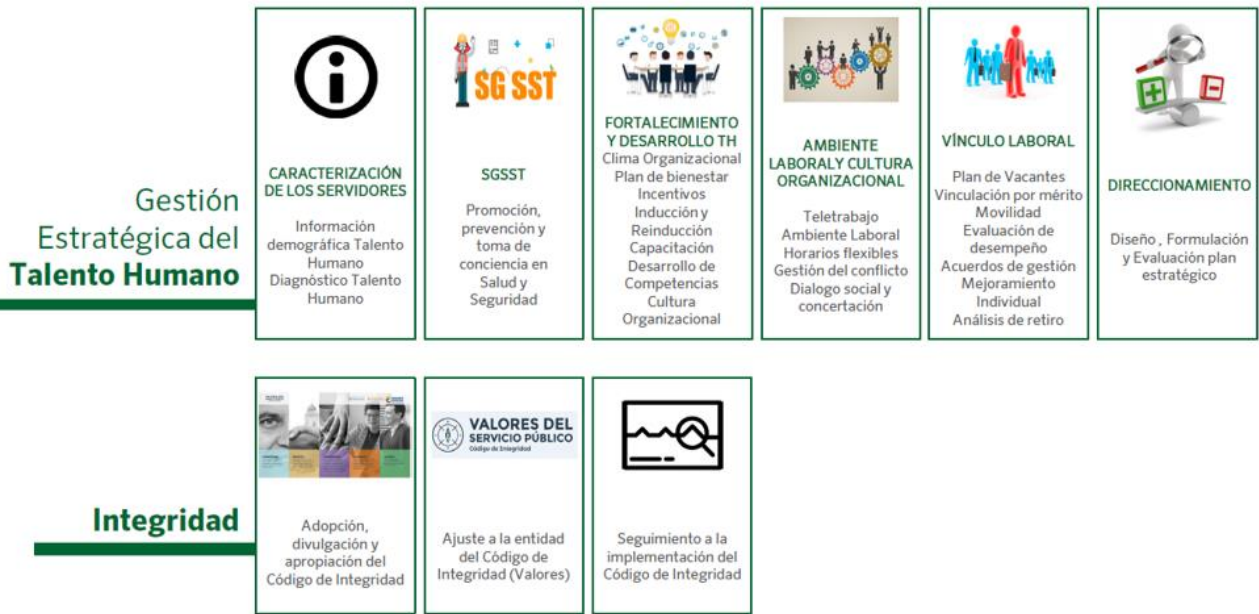 Gestión
Estratégica del
Talento Humano
CARACTERIZACIÓN
DE LOS SERVIDORES
Información
demográfica Talento
Humano
Diagnóstico Talento
Humano
SG SST
SGSST
Promoción,
prevención y
toma de
conciencia en
Salud y
Seguridad
FORTALECIMIENTO
Y DESARROLLO TH
Clima Organizacional
Plan de bienestar
Incentivos
Inducción y
Reinducción
Capacitación
Desarrollo de
Competencias
Cultura
Organizacional
AMBIENTE
LABORALY CULTURA
ORGANIZACIONAL
Teletrabajo
Ambiente Laboral
Horarios flexibles
Gestión del conflicto
Dialogo social y
concertación
VÍNCULO LABORAL
Plan de Vacantes
Vinculación por mérito
Movilidad
Evaluación de
desempeño
Acuerdos de gestión
Mejoramiento
Individual
Análisis de retiro
DIRECCIONAMIENTO
Diseño , Formulación
y Evaluación plan
estratégico
Integridad
Adopción,
divulgación y
apropiación del
Código de Integridad
VALORES DEL
SERVICIO PÚBLICO
Código de Integridad
Ajuste a la entidad
del Código de
Integridad (Valores)
Seguimiento a la
implementación del
Código de Integridad